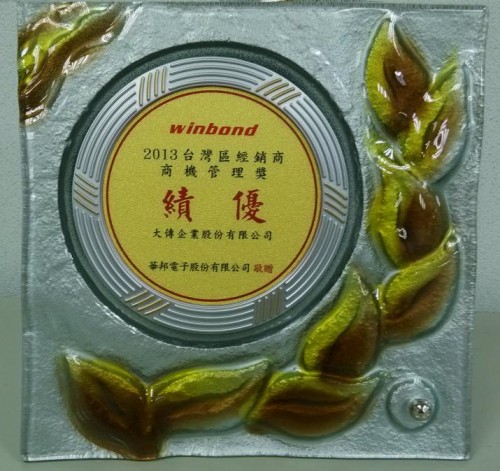 winbond
2013台灣區經銷商
商機管理獎
績優
大傳企業股份有限公司
華邦電子股份有限公司 敬贈